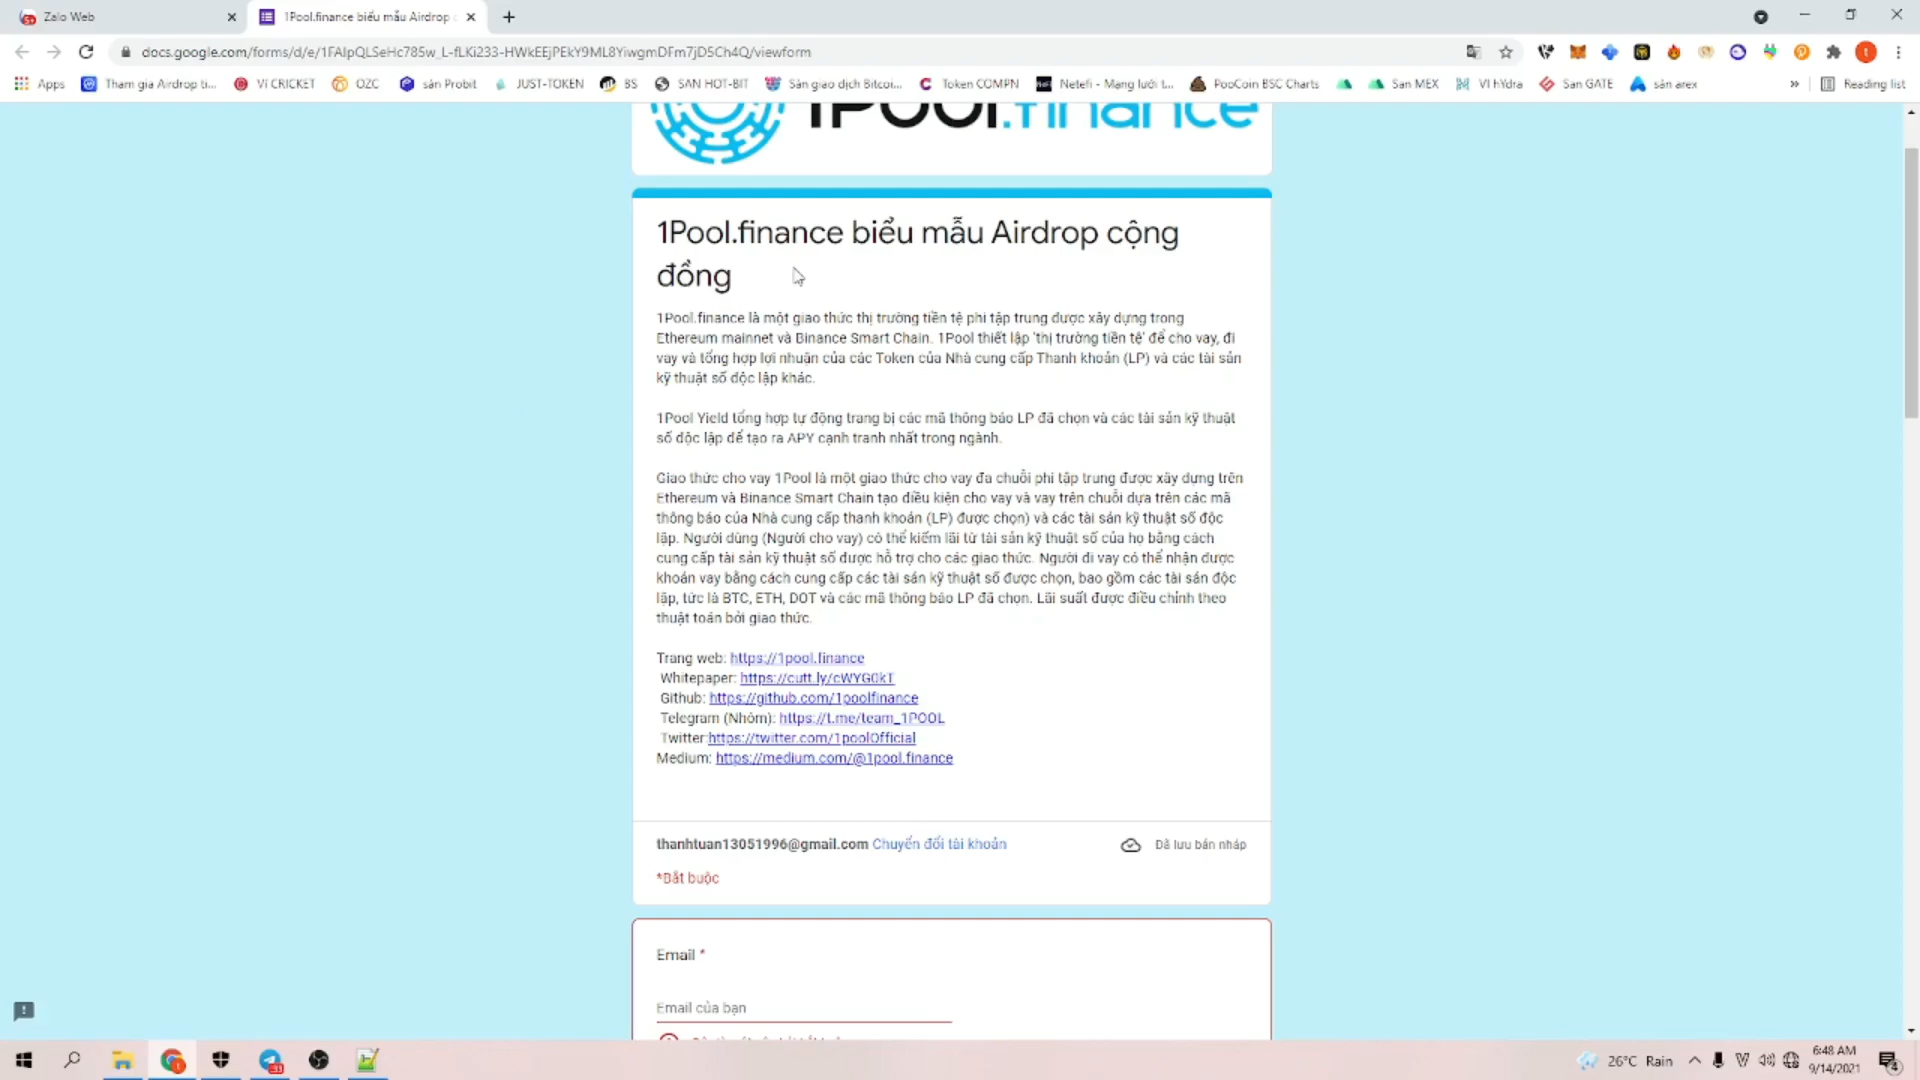 Zalo Web
1Pool.finance biểu mẫu Airdrop c
docs.google.com/forms/d/e/1FAIpQLSeHc785w_L-fLKi233-HWkEEjPEkY9ML8YiwgmDFm7jD5Ch4Q/viewform
Apps
Tham gia Airdrop ti...
Ví CRICKET
OZC
sàn Probit
JUST-TOKEN
BS
SAN HOT-BIT
Sàn giao dịch Bitcoi...
Token COMPN
Netefi - Mạng lưới t...
PooCoin BSC Charts
San MEX
VI hYdra
San GATE
sàn arex
»
Reading list
1Pool.finance
1Pool.finance biểu mẫu Airdrop cộng
đồng
1Pool.finance là một giao thức thị trường tiền tệ phi tập trung được xây dựng trong
Ethereum mainnet và Binance Smart Chain. 1Pool thiết lập 'thị trường tiền tệ' để cho vay, đi
vay và tổng hợp lợi nhuận của các Token của Nhà cung cấp Thanh khoản (LP) và các tài sản
kỹ thuật số độc lập khác.
1Pool Yield tổng hợp tự động trang bị các mã thông báo LP đã chọn và các tài sản kỹ thuật
số độc lập để tạo ra APY cạnh tranh nhất trong ngành.
Giao thức cho vay 1Pool là một giao thức cho vay đa chuỗi phi tập trung được xây dựng trên
Ethereum và Binance Smart Chain tạo điều kiện cho vay và vay trên chuỗi dựa trên các mã
thông báo của Nhà cung cấp thanh khoản (LP) được chọn) và các tài sản kỹ thuật số độc
lập. Người dùng (Người cho vay) có thể kiếm lãi từ tài sản kỹ thuật số của họ bằng cách
cung cấp tài sản kỹ thuật số được hỗ trợ cho các giao thức. Người đi vay có thể nhận được
khoản vay bằng cách cung cấp các tài sản kỹ thuật số được chọn, bao gồm các tài sản độc
lập, tức là BTC, ETH, DOT và các mã thông báo LP đã chọn. Lãi suất được điều chỉnh theo
thuật toán bởi giao thức.
Trang web: https://1pool.finance
Whitepaper: https://cutt.ly/cWYG0kT
Github: https://github.com/1poolfinance
Telegram (Nhóm): https://t.me/team_1POOL
Twitter:https://twitter.com/1poolOfficial
Medium: https://medium.com/@1pool.finance
thanhtuan13051996@gmail.com Chuyển đổi tài khoản
Đã lưu bản nháp
*Bắt buộc
Email *
Email của bạn
26°C Rain
6:48 AM
9/14/2021